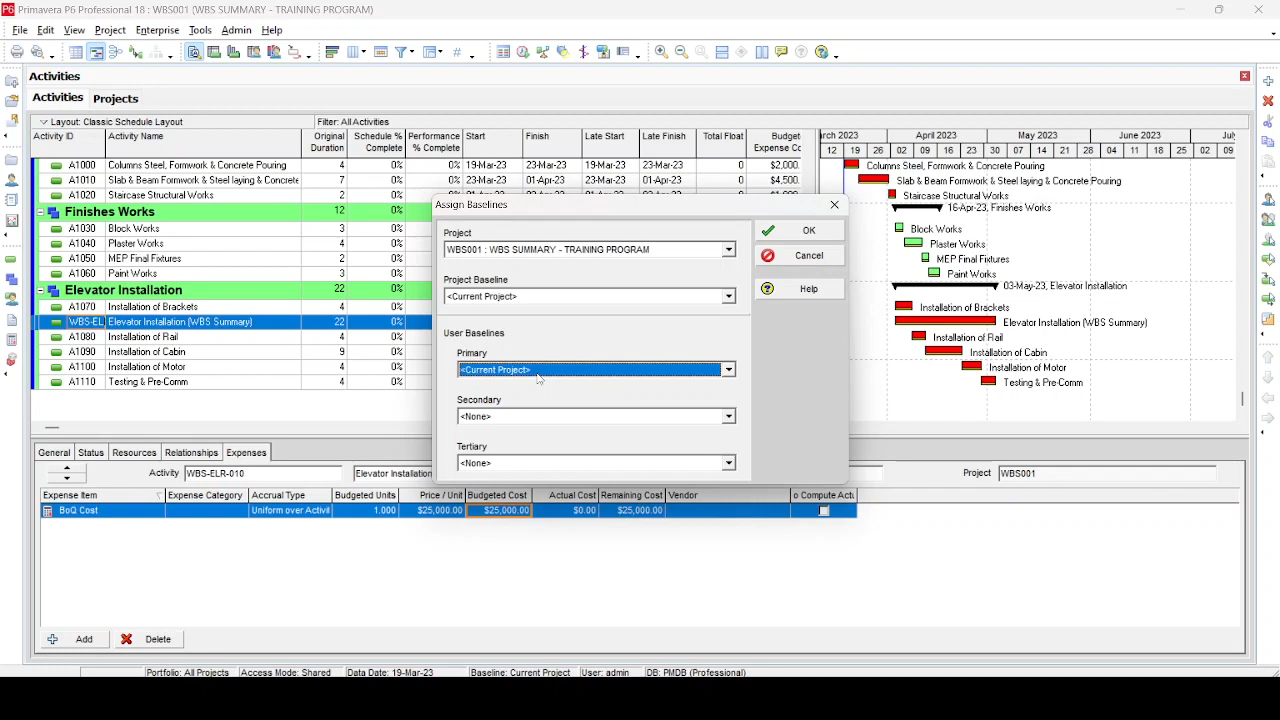 P6 Primavera P6 Professional 18 : WBS001 (WBS SUMMARY - TRAINING PROGRAM)
File Edit View Project Enterprise Tools Admin Help
Activities
Activities Projects
Layout: Classic Schedule Layout Filter: All Activities
Activity ID Activity Name Original Duration Schedule % Complete Performance % Complete Start Finish Late Start Late Finish Total Float Budget Expense Co
rch 2023 April 2023 May 2023 June 2023 July
12 19 26 02 09 16 23 30 07 14 21 28 04 11 18 25 02 09
A1000 Columns Steel, Formwork & Concrete Pouring 4 0% 0% 19-Mar-23 23-Mar-23 19-Mar-23 23-Mar-23 0 $2,000. Columns Steel, Formwork & Concrete Pouring
A1010 Slab & Beam Formwork & Steel laying & Concrete 7 0% 0% 23-Mar-23 01-Apr-23 23-Mar-23 01-Apr-23 0 $4,500. Slab & Beam Formwork & Steel laying & Concrete Pouring
A1020 Staircase Structural Works 2 0% Staircase Structural Works
Finishes Works 12 0% 16-Apr-23, Finishes Works
A1030 Block Works 3 0% Block Works
A1040 Plaster Works 4 0% Plaster Works
A1050 MEP Final Fixtures 2 0% MEP Final Fixtures
A1060 Paint Works 3 0% Paint Works
Elevator Installation 22 0% 03-May-23, Elevator Installation
A1070 Installation of Brackets 4 0% Installation of Brackets
WBS-EL Elevator Installation (WBS Summary) 22 0% Elevator Installation (WBS Summary)
A1080 Installation of Rail 4 0% Installation of Rail
A1090 Installation of Cabin 9 0% Installation of Cabin
A1100 Installation of Motor 4 0% Installation of Motor
A1110 Testing & Pre-Comm 4 0% Testing & Pre-Comm
Assign Baselines
Project
WBS001 : WBS SUMMARY - TRAINING PROGRAM
Project Baseline
<Current Project>
User Baselines
Primary
<Current Project>
Secondary
<None>
Tertiary
<None>
OK
Cancel
Help
General Status Resources Relationships Expenses
Activity WBS-ELR-010 Elevator Installation Project WBS001
Expense Item Expense Category Accrual Type Budgeted Units Price / Unit Budgeted Cost Actual Cost Remaining Cost Vendor o Compute Actu
BoQ Cost Uniform over Activit 1.000 $25,000.00 $25,000.00 $0.00 $25,000.00
Add Delete
Portfolio: All Projects Access Mode: Shared Data Date: 19-Mar-23 Baseline: Current Project User: admin DB: PMDB (Professional)